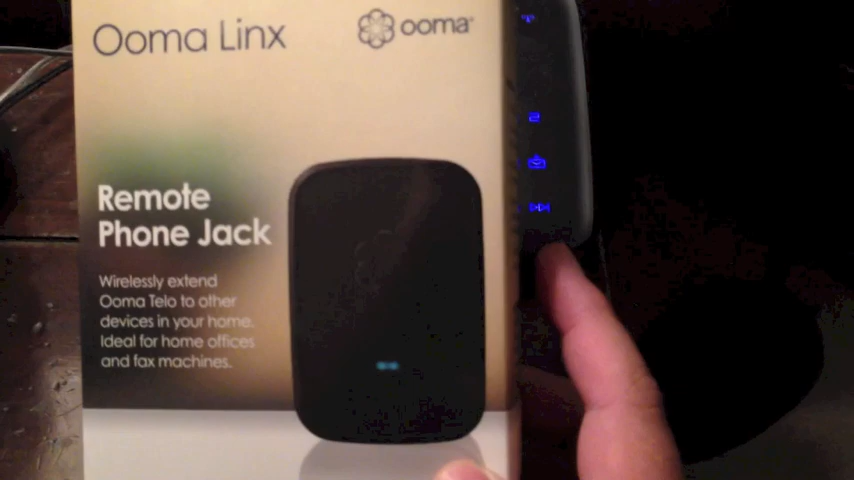 Ooma Linx
ooma
Remote
Phone Jack
Wirelessly extend
Ooma Telo to other
devices in your home.
Ideal for home offices
and fax machines.